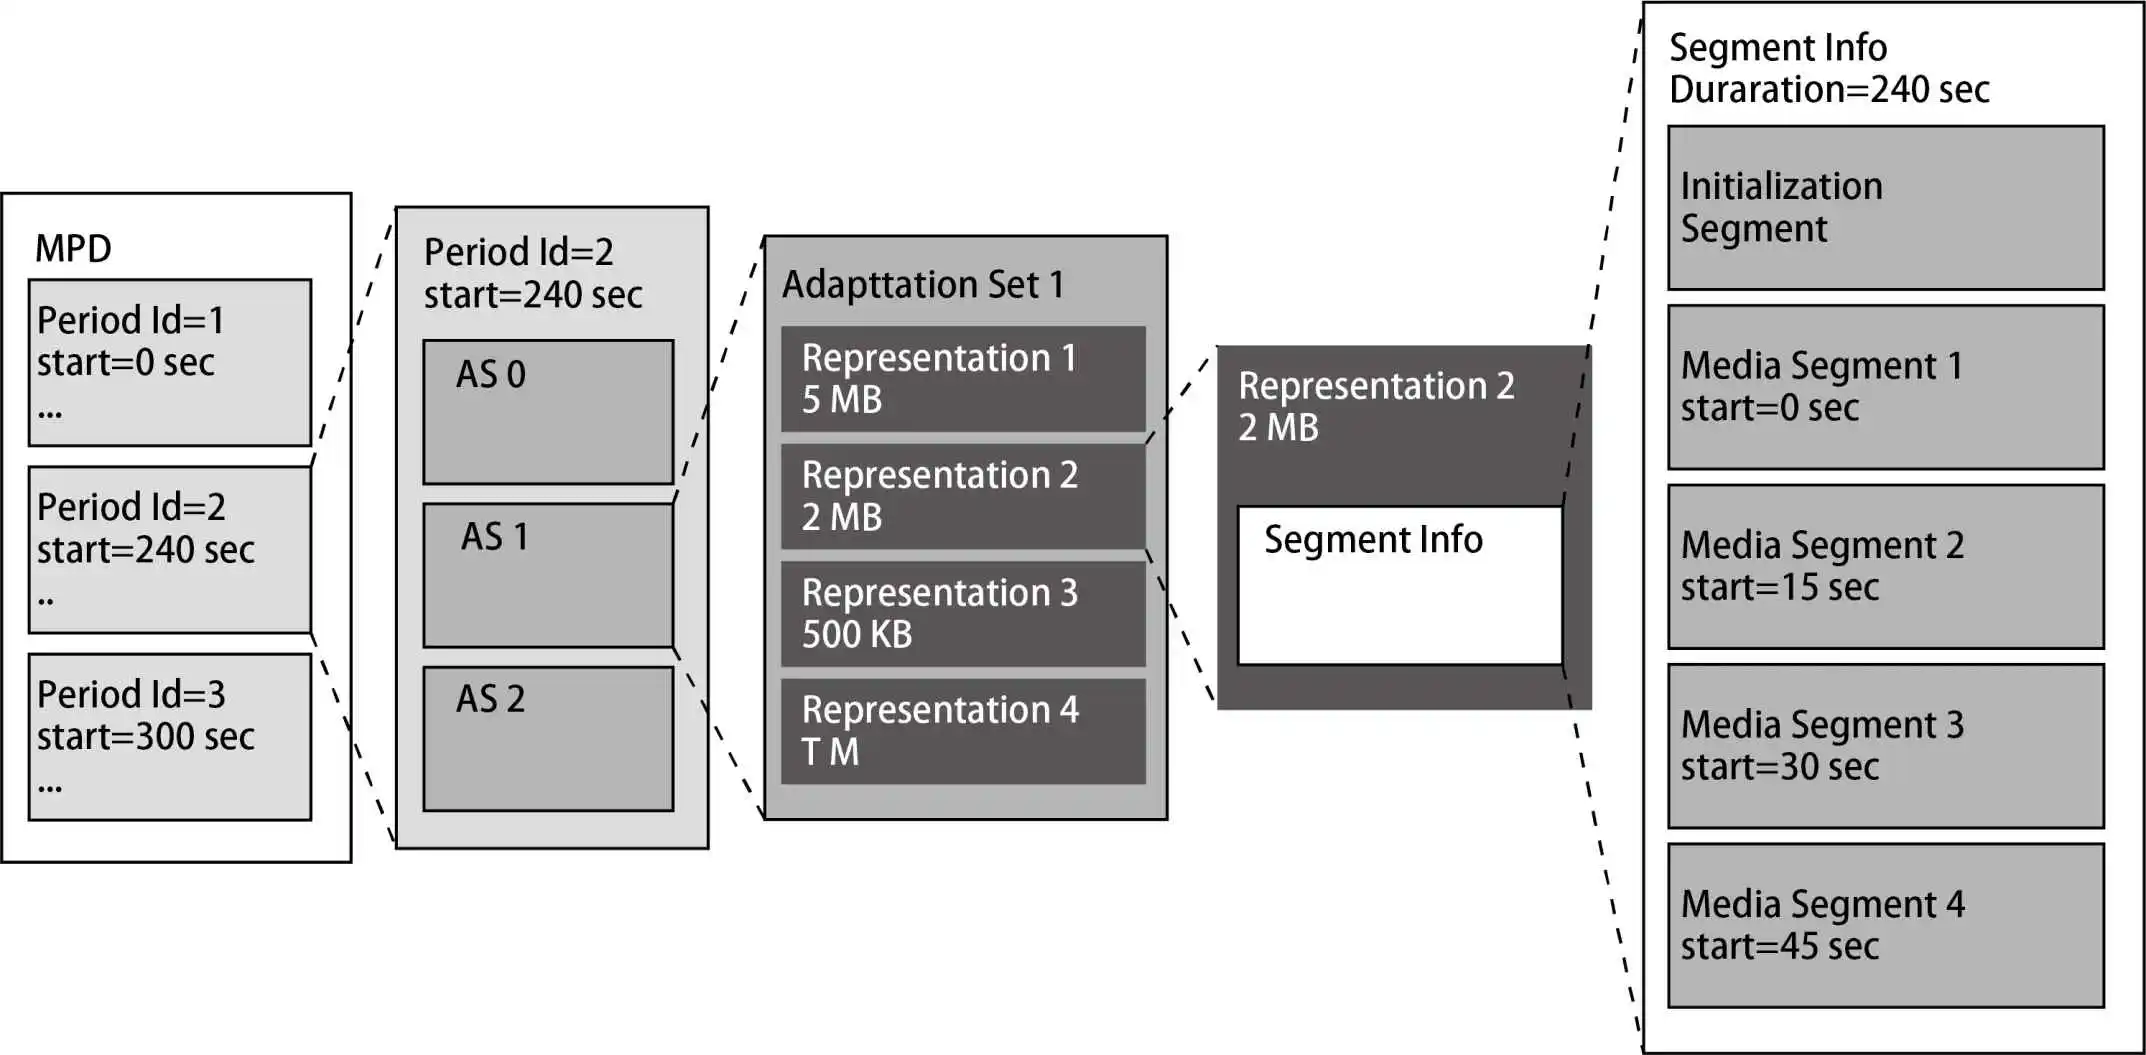 MPD
Period Id=1
start=0 sec
...
Period Id=2
start=240 sec
..
Period Id=3
start=300 sec
...
Period Id=2
start=240 sec
AS 0
AS 1
AS 2
Adapttation Set 1
Representation 1
5 MB
Representation 2
2 MB
Representation 3
500 KB
Representation 4
T M
Representation 2
2 MB
Segment Info
Segment Info
Duraration=240 sec
Initialization
Segment
Media Segment 1
start=0 sec
Media Segment 2
start=15 sec
Media Segment 3
start=30 sec
Media Segment 4
start=45 sec